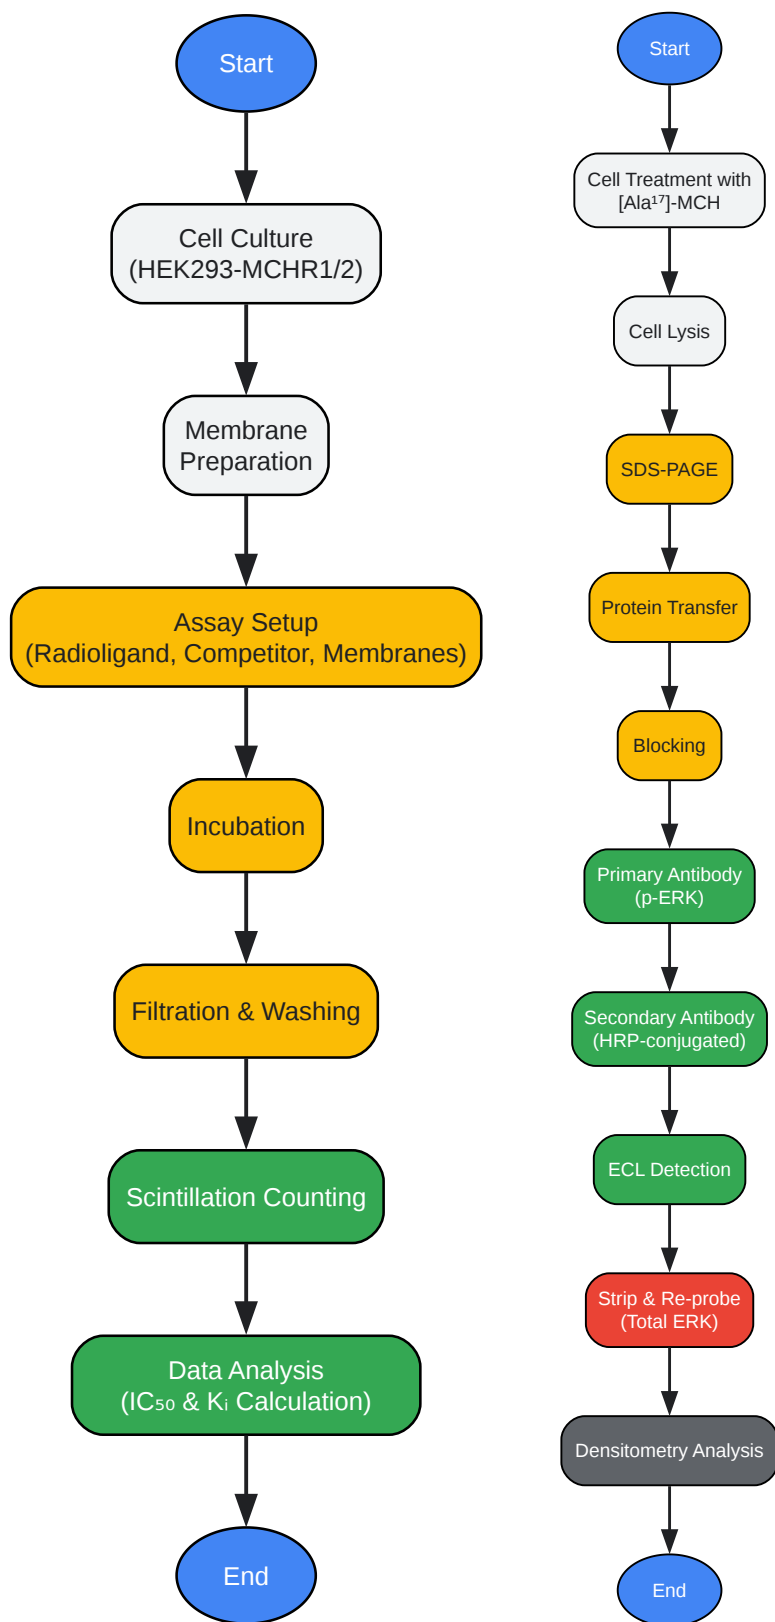 Start
Cell Culture
(HEK293-MCHR1/2)
Membrane
Preparation
Assay Setup
(Radioligand, Competitor, Membranes)
Incubation
Filtration & Washing
Scintillation Counting
Data Analysis
(IC₅₀ & Kᵢ Calculation)
End
Start
Cell Treatment with
[Ala¹⁷]-MCH
Cell Lysis
SDS-PAGE
Protein Transfer
Blocking
Primary Antibody
(p-ERK)
Secondary Antibody
(HRP-conjugated)
ECL Detection
Strip & Re-probe
(Total ERK)
Densitometry Analysis
End